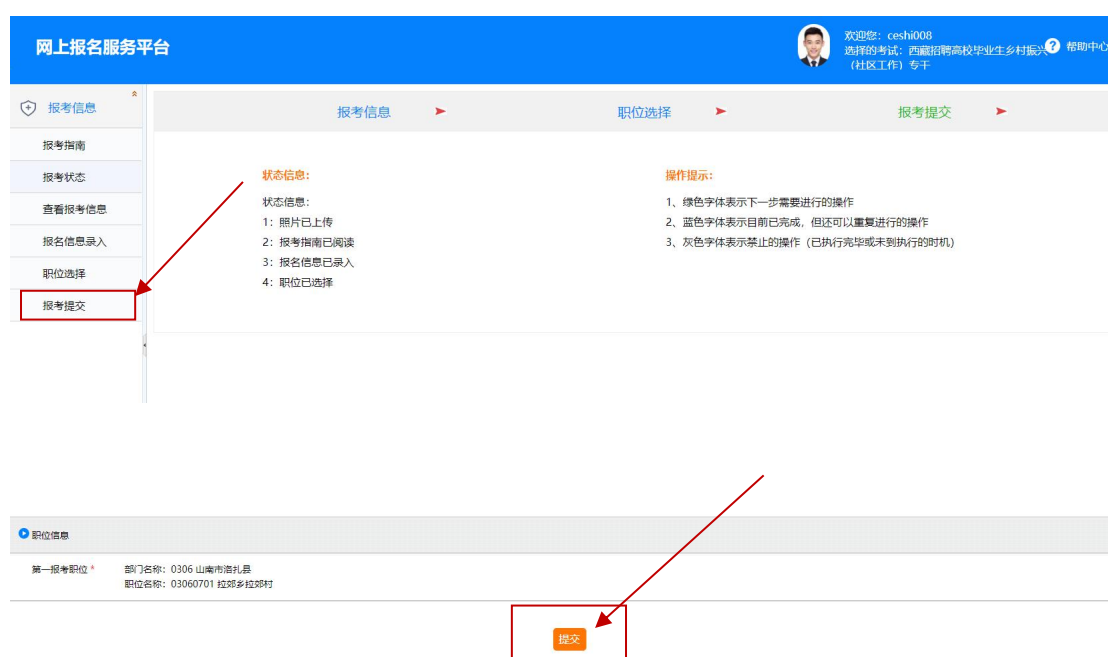 网上报名服务平台
欢迎您：ceshi008
选择的考试：西藏招聘高校毕业生乡村振兴
（社区工作）专干
帮助中心
报考信息
报考指南
报考状态
查看报考信息
报名信息录入
职位选择
报考提交
报考信息
职位选择
报考提交
状态信息：
状态信息：
1：照片已上传
2：报考指南已阅读
3：报名信息已录入
4：职位已选择
操作提示：
1、绿色字体表示下一步需要进行的操作
2、蓝色字体表示目前已完成，但还可以重复进行的操作
3、灰色字体表示禁止的操作（已执行完毕或未到执行的时机）
职位信息
第一报考职位 *
部门名称：0306 山南市洛扎县
职位名称：03060701 拉郊乡拉郊村
提交